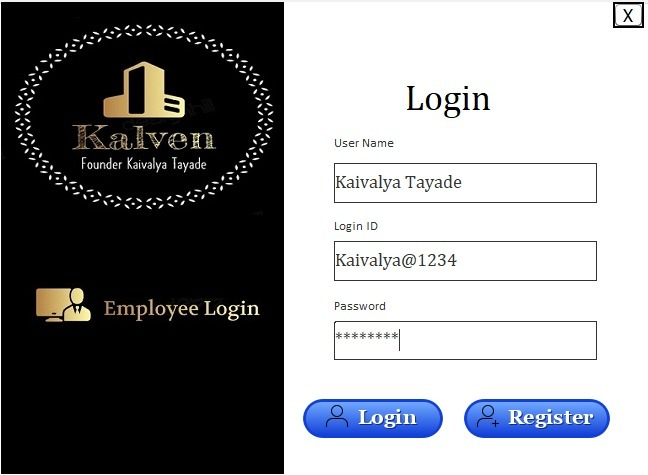 X
Kalven
Founder Kaivalya Tayade
Employee Login
Login
User Name
Kaivalya Tayade
Login ID
Kaivalya@1234
Password
********
Login
Register